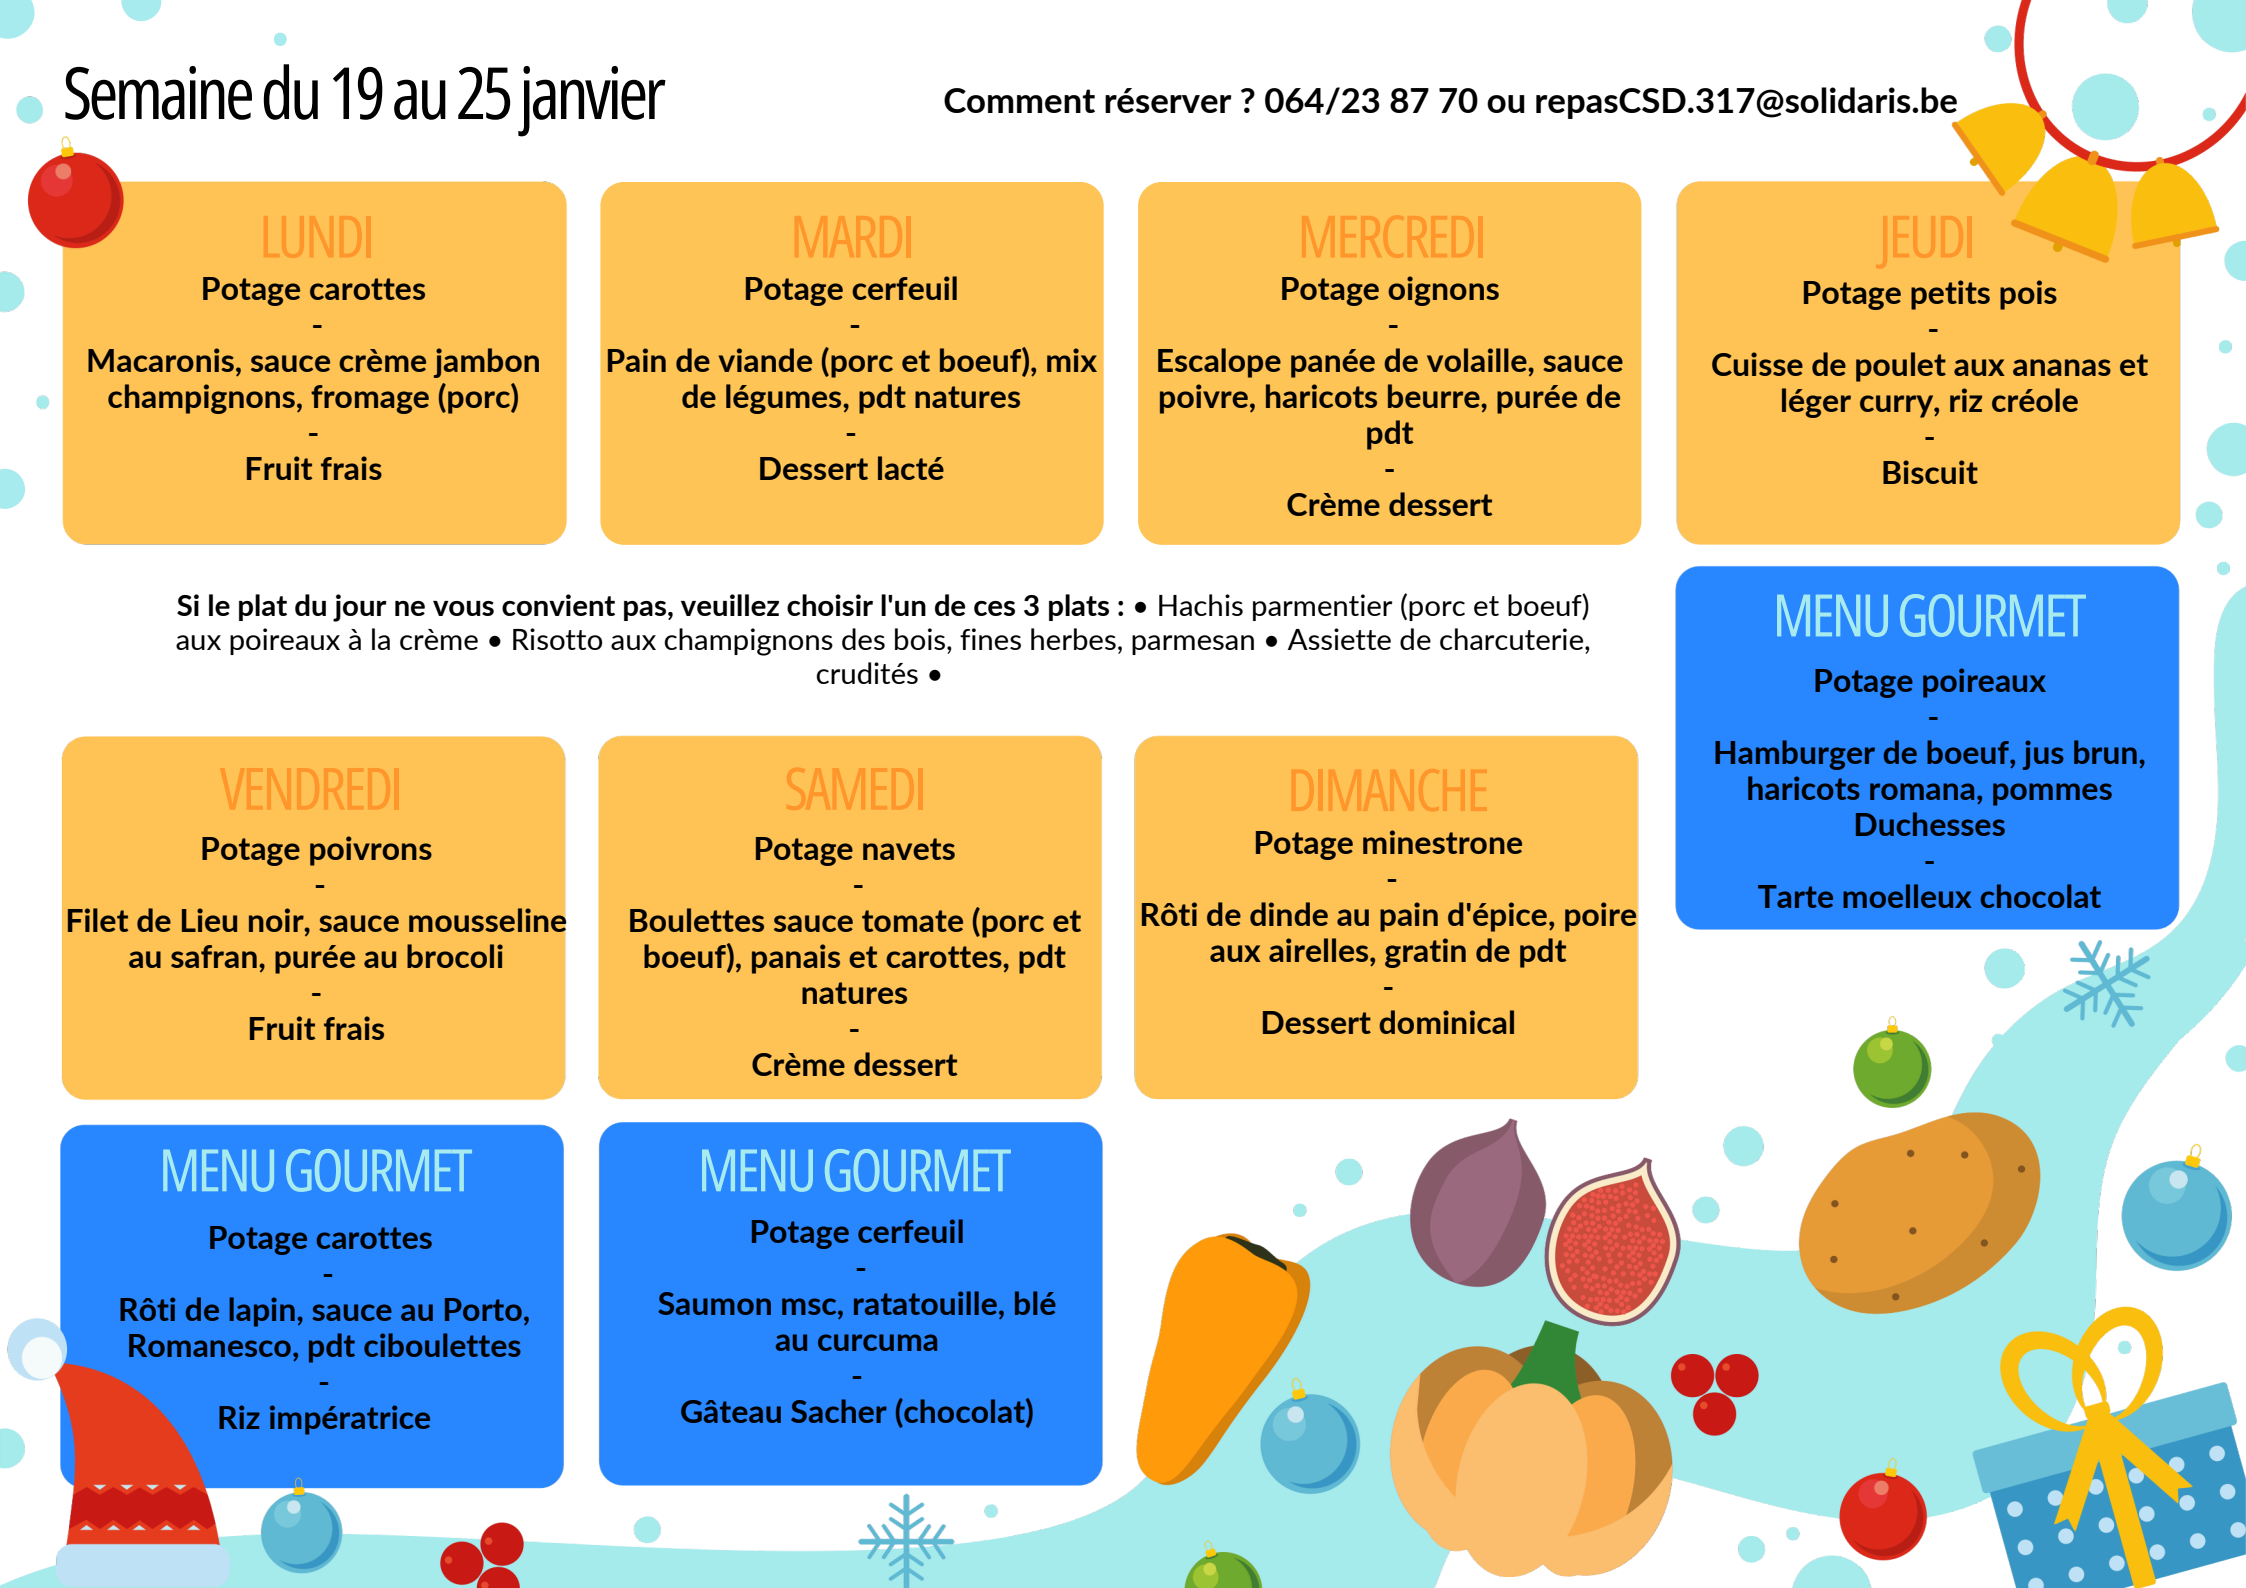 Semaine du 19 au 25 janvier
Comment réserver ? 064/23 87 70 ou repasCSD.317@solidaris.be
LUNDI
Potage carottes
-
Macaronis, sauce crème jambon
champignons, fromage (porc)
-
Fruit frais
MARDI
Potage cerfeuil
-
Pain de viande (porc et boeuf), mix
de légumes, pdt natures
-
Dessert lacté
MERCREDI
Potage oignons
-
Escalope panée de volaille, sauce
poivre, haricots beurre, purée de
pdt
-
Crème dessert
JEUDI
Potage petits pois
-
Cuisse de poulet aux ananas et
léger curry, riz créole
-
Biscuit
Si le plat du jour ne vous convient pas, veuillez choisir l'un de ces 3 plats : • Hachis parmentier (porc et boeuf)
aux poireaux à la crème • Risotto aux champignons des bois, fines herbes, parmesan • Assiette de charcuterie,
crudités •
MENU GOURMET
Potage poireaux
-
Hamburger de boeuf, jus brun,
haricots romana, pommes
Duchesses
-
Tarte moelleux chocolat
VENDREDI
Potage poivrons
-
Filet de Lieu noir, sauce mousseline
au safran, purée au brocoli
-
Fruit frais
SAMEDI
Potage navets
-
Boulettes sauce tomate (porc et
boeuf), panais et carottes, pdt
natures
-
Crème dessert
DIMANCHE
Potage minestrone
-
Rôti de dinde au pain d'épice, poire
aux airelles, gratin de pdt
-
Dessert dominical
MENU GOURMET
Potage carottes
-
Rôti de lapin, sauce au Porto,
Romanesco, pdt ciboulettes
-
Riz impératrice
MENU GOURMET
Potage cerfeuil
-
Saumon msc, ratatouille, blé
au curcuma
-
Gâteau Sacher (chocolat)